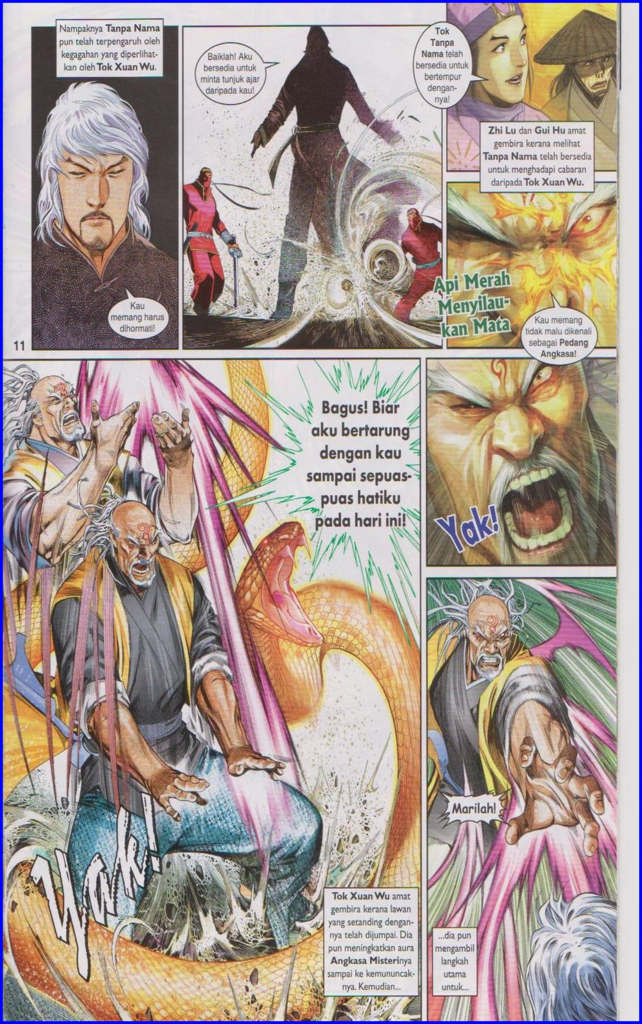 Nampaknya Tanpa Nama
pun telah terpengaruh oleh
kegagahan yang diperlihat-
kan oleh Tok Xuan Wu.
Kau
memang harus
dihormati!
Baiklah! Aku
bersedia untuk
minta tunjuk ajar
daripada kau!
Tok
Tanpa
Nama telah
bersedia untuk
bertempur
dengan-
nya!
Zhi Lu dan Gui Hu amat
gembira kerana melihat
Tanpa Nama telah bersedia
untuk menghadapi cabaran
daripada Tok Xuan Wu.
Api Merah
Menyilau-
kan Mata
Kau memang
tidak malu dikenali
sebagai Pedang
Angkasa!
11
Bagus! Biar
aku bertarung
dengan kau
sampai sepuas-
puas hatiku
pada hari ini!
Yak!
Yak!
Tok Xuan Wu amat
gembira kerana lawan
yang setanding dengan-
nya telah dijumpai. Dia
pun meningkatkan aura
Angkasa Misterinya
sampai ke kemuncak-
nya. Kemudian...
Marilah!
...dia pun
mengambil
langkah
utama
untuk...